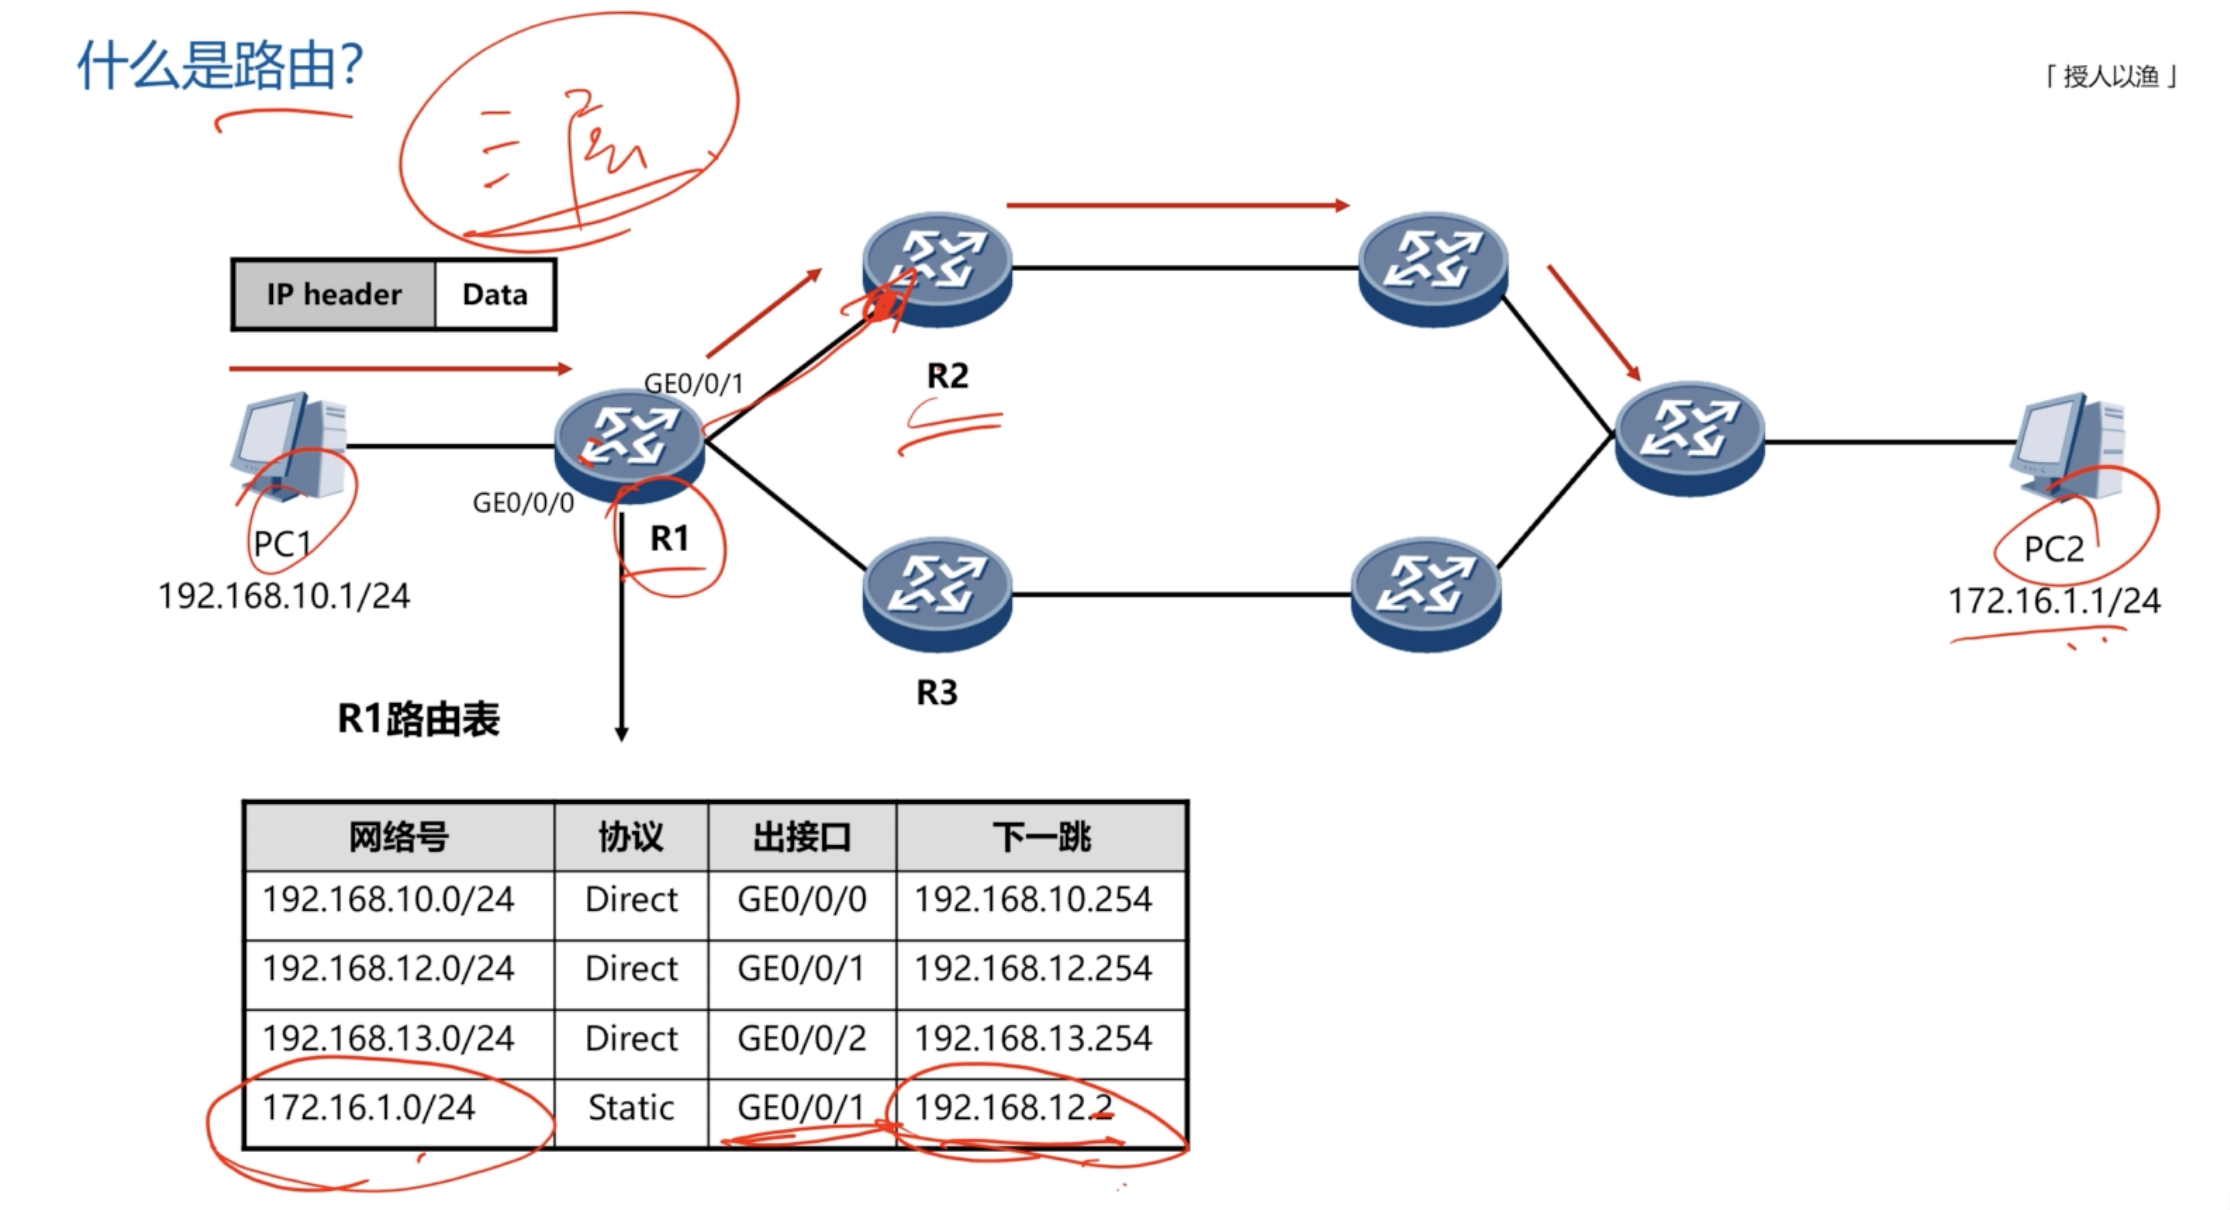 什么是路由?
「 授人以渔 」
三层
IP header Data
GE0/0/1
R2
GE0/0/0
R1
PC1
192.168.10.1/24
PC2
172.16.1.1/24
R3
R1路由表
网络号 协议 出接口 下一跳
192.168.10.0/24 Direct GE0/0/0 192.168.10.254
192.168.12.0/24 Direct GE0/0/1 192.168.12.254
192.168.13.0/24 Direct GE0/0/2 192.168.13.254
172.16.1.0/24 Static GE0/0/1 192.168.12.2